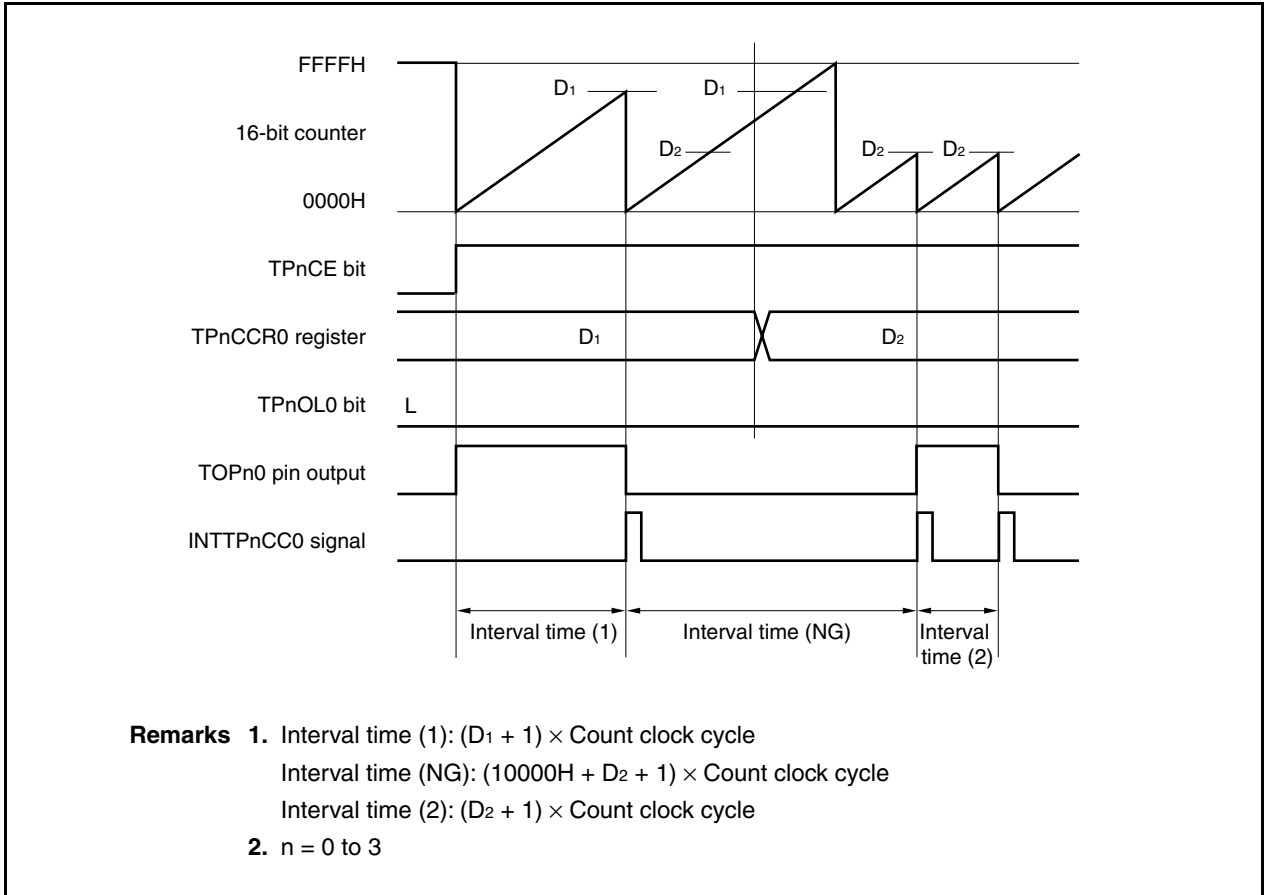 FFFFH
D1
D1
16-bit counter
D2
D2
D2
0000H
TPnCE bit
TPnCCR0 register
D1
D2
TPnOL0 bit
L
TOPn0 pin output
INTTPnCC0 signal
Interval time (1)
Interval time (NG)
Interval
time (2)
Remarks 1. Interval time (1): (D1 + 1) × Count clock cycle
Interval time (NG): (10000H + D2 + 1) × Count clock cycle
Interval time (2): (D2 + 1) × Count clock cycle
2. n = 0 to 3